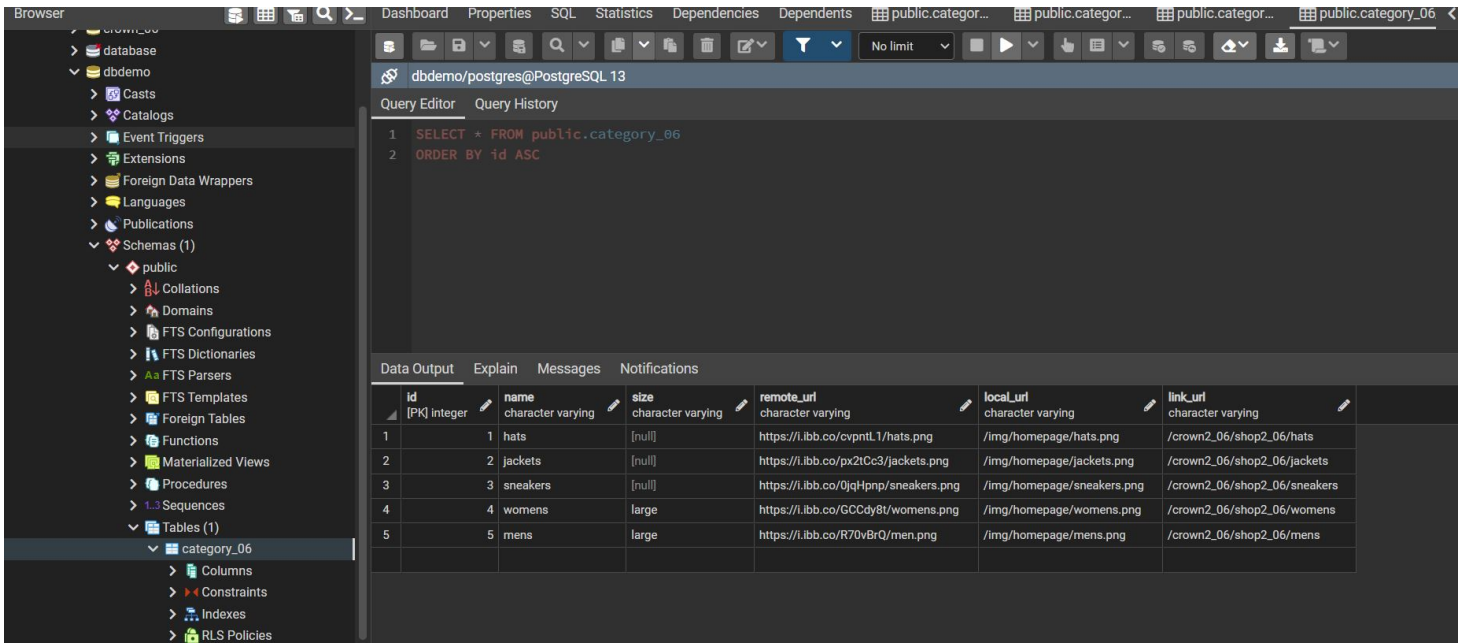 Browser
Dashboard Properties SQL Statistics Dependencies Dependents public.categor... public.categor... public.categor... public.category_06
crown_06
database
dbdemo
Casts
Catalogs
Event Triggers
Extensions
Foreign Data Wrappers
Languages
Publications
Schemas (1)
public
Collations
Domains
FTS Configurations
FTS Dictionaries
Aa FTS Parsers
FTS Templates
Foreign Tables
Functions
Materialized Views
Procedures
1..3 Sequences
Tables (1)
category_06
Columns
Constraints
Indexes
RLS Policies
No limit
dbdemo/postgres@PostgreSQL 13
Query Editor Query History
1 SELECT * FROM public.category_06
2 ORDER BY id ASC
Data Output Explain Messages Notifications
id name size remote_url local_url link_url
[PK] integer character varying character varying character varying character varying character varying
1 1 hats [null] https://i.ibb.co/cvpntL1/hats.png /img/homepage/hats.png /crown2_06/shop2_06/hats
2 2 jackets [null] https://i.ibb.co/px2tCc3/jackets.png /img/homepage/jackets.png /crown2_06/shop2_06/jackets
3 3 sneakers [null] https://i.ibb.co/0jqHpnp/sneakers.png /img/homepage/sneakers.png /crown2_06/shop2_06/sneakers
4 4 womens large https://i.ibb.co/GCCdy8t/womens.png /img/homepage/womens.png /crown2_06/shop2_06/womens
5 5 mens large https://i.ibb.co/R70vBrQ/men.png /img/homepage/mens.png /crown2_06/shop2_06/mens